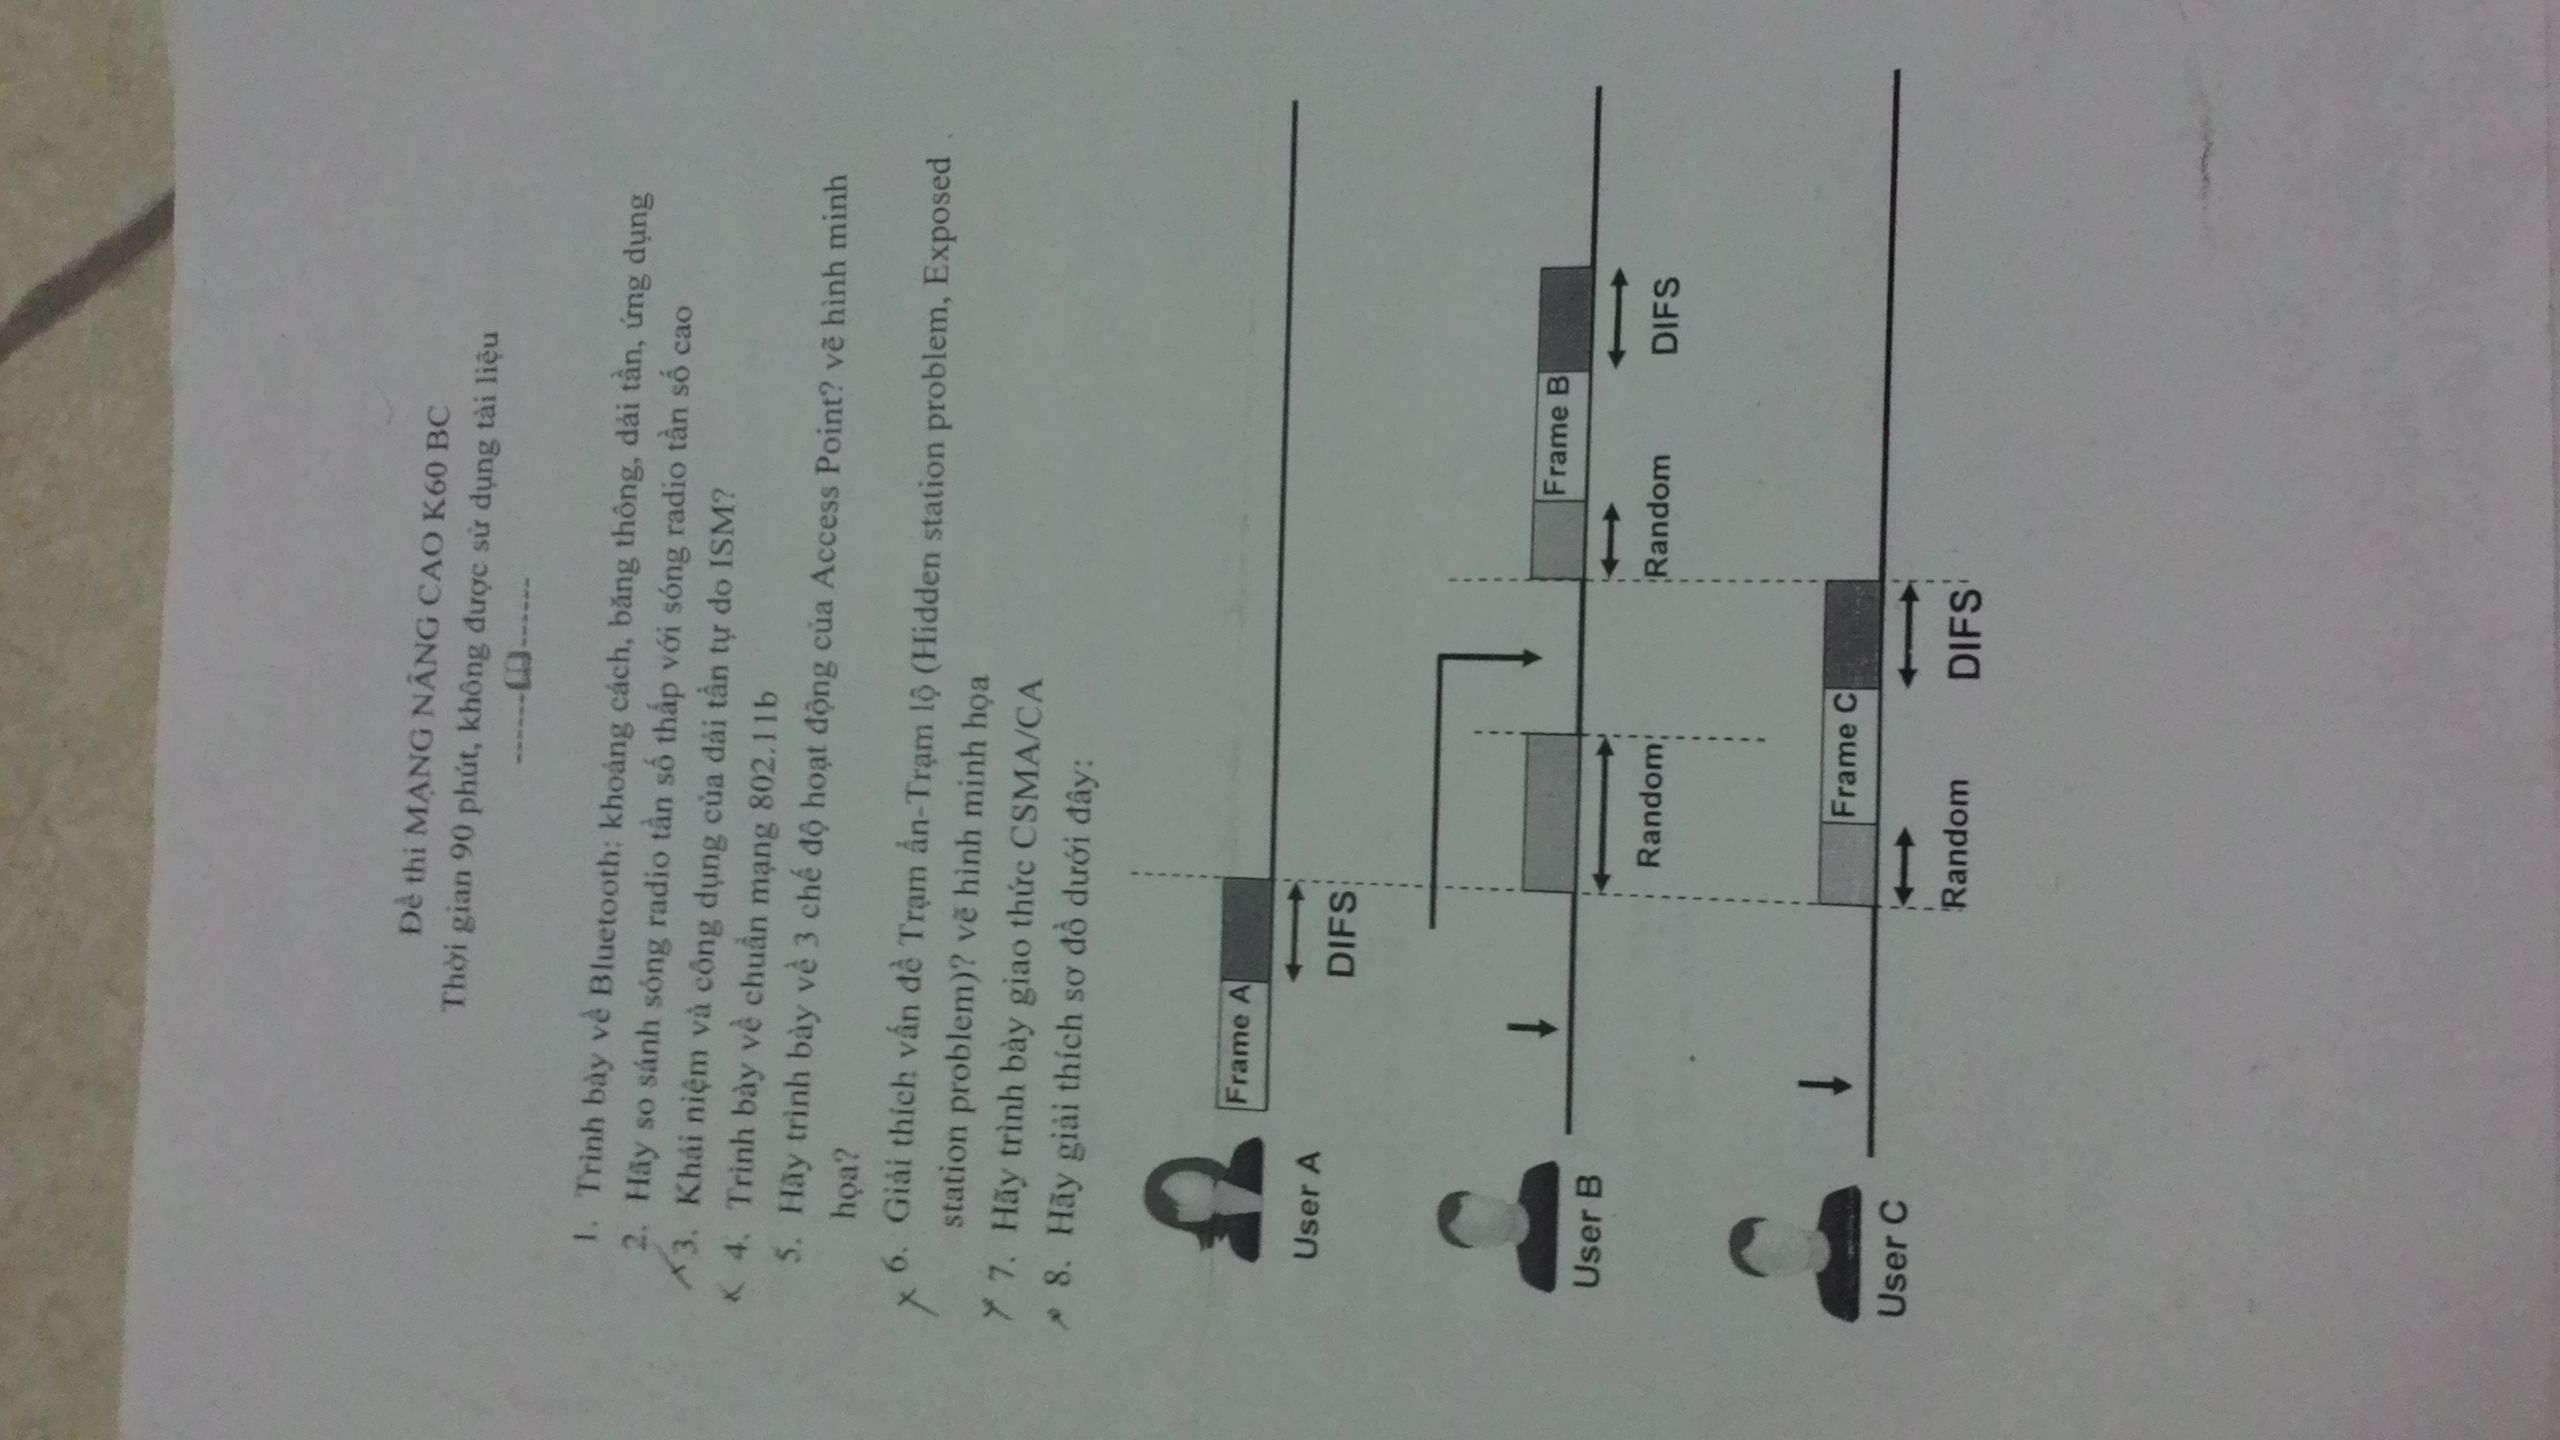 Đề thi MẠNG NÂNG CAO K60 BC
Thời gian 90 phút, không được sử dụng tài liệu
1. Trình bày về Bluetooth: khoảng cách, băng thông, dải tần, ứng dụng
2. Hãy so sánh sóng radio tần số thấp với sóng radio tần số cao
3. Khái niệm và công dụng của dải tần tự do ISM?
4. Trình bày về chuẩn mạng 802.11b
5. Hãy trình bày về 3 chế độ hoạt động của Access Point? vẽ hình minh
họa?
6. Giải thích vấn đề Trạm ẩn-Trạm lộ (Hidden station problem, Exposed
station problem)? vẽ hình minh họa
7. Hãy trình bày giao thức CSMA/CA
8. Hãy giải thích sơ đồ dưới đây:
Frame A
DIFS
User A
Frame B
Random
Random
DIFS
User B
Frame C
Random
DIFS
User C